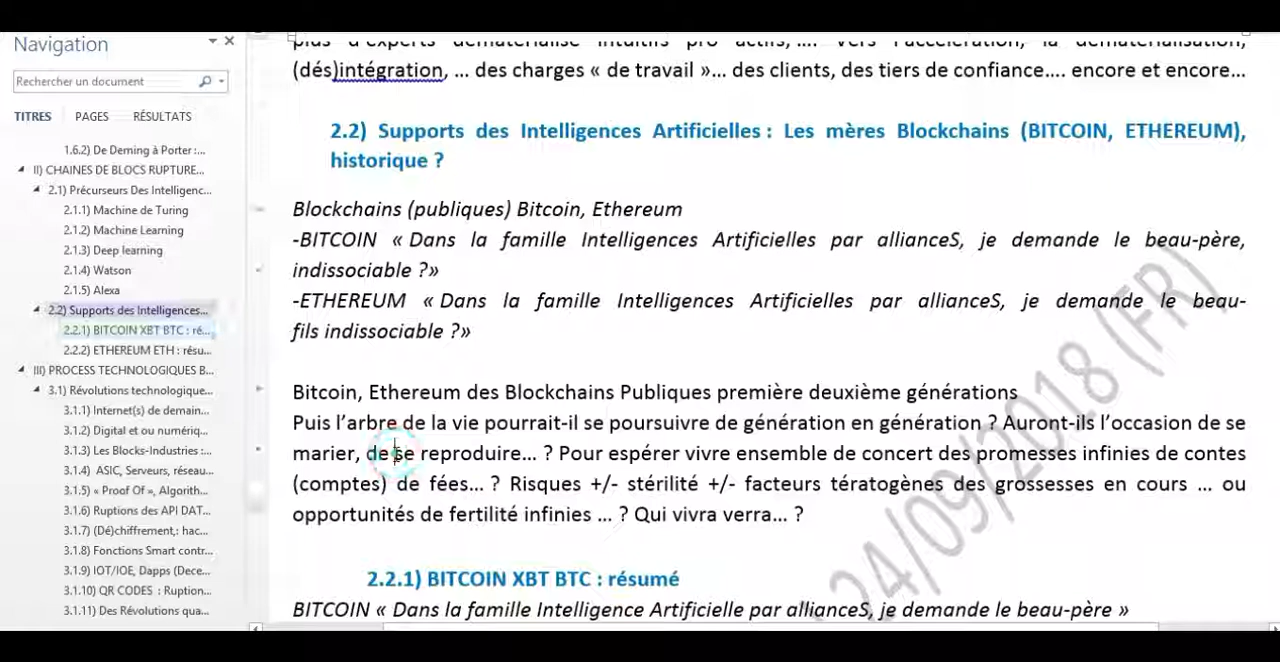 Navigation
Rechercher un document
TITRES PAGES RÉSULTATS
1.6.2) De Deming à Porter :...
II) CHAINES DE BLOCS RUPTURE...
2.1) Précurseurs Des Intelligenc...
2.1.1) Machine de Turing
2.1.2) Machine Learning
2.1.3) Deep learning
2.1.4) Watson
2.1.5) Alexa
2.2) Supports des Intelligences...
2.2.1) BITCOIN XBT BTC : ré...
2.2.2) ETHEREUM ETH : résu...
III) PROCESS TECHNOLOGIQUES B...
3.1) Révolutions technologique...
3.1.1) Internet(s) de demain...
3.1.2) Digital et ou numériq...
3.1.3) Les Blocks-Industries :...
3.1.4) ASIC, Serveurs, réseau...
3.1.5) « Proof Of », Algorith...
3.1.6) Ruptions des API DAT...
3.1.7) (Dé)chiffrement,: hac...
3.1.8) Fonctions Smart contr...
3.1.9) IOT/IOE, Dapps (Dece...
3.1.10) QR CODES : Ruption...
3.1.11) Des Révolutions qua...
plus d'experts dématérialisé intuitifs pro actifs,.... vers l'accélération, la dématérialisation,
(dés)intégration, ... des charges « de travail »... des clients, des tiers de confiance.... encore et encore...
2.2) Supports des Intelligences Artificielles : Les mères Blockchains (BITCOIN, ETHEREUM),
historique ?
Blockchains (publiques) Bitcoin, Ethereum
-BITCOIN « Dans la famille Intelligences Artificielles par allianceS, je demande le beau-père,
indissociable ?»
-ETHEREUM « Dans la famille Intelligences Artificielles par allianceS, je demande le beau-
fils indissociable ?»
Bitcoin, Ethereum des Blockchains Publiques première deuxième générations
Puis l'arbre de la vie pourrait-il se poursuivre de génération en génération ? Auront-ils l'occasion de se
marier, de se reproduire... ? Pour espérer vivre ensemble de concert des promesses infinies de contes
(comptes) de fées... ? Risques +/- stérilité +/- facteurs tératogènes des grossesses en cours ... ou
opportunités de fertilité infinies ... ? Qui vivra verra... ?
2.2.1) BITCOIN XBT BTC : résumé
BITCOIN « Dans la famille Intelligence Artificielle par allianceS, je demande le beau-père »
24/09/2018 (FR)